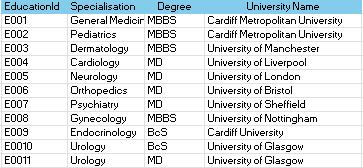 EducationId Specialisation Degree University Name
E001 General Medicin MBBS Cardiff Metropolitan University
E002 Pediatrics MBBS Cardiff Metropolitan University
E003 Dermatology MBBS University of Manchester
E004 Cardiology MD University of Liverpool
E005 Neurology MD University of London
E006 Orthopedics MD University of Bristol
E007 Psychiatry MD University of Sheffield
E008 Gynecology MBBS University of Nottingham
E009 Endocrinology BcS Cardiff University
E0010 Urology BcS University of Glasgow
E0011 Urology MD University of Glasgow